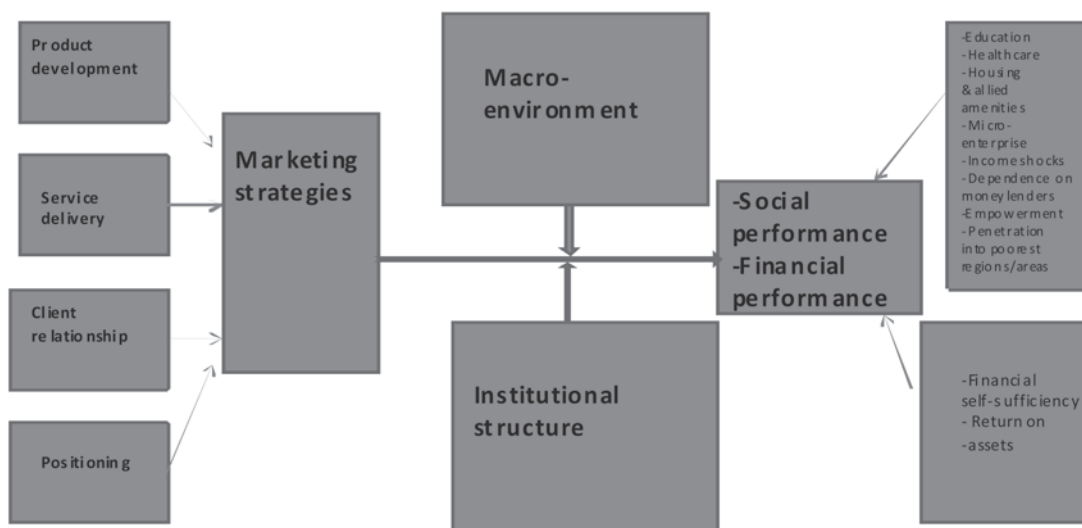 Product
development
Service
delivery
Client
relationship
Positioning
Marketing
strategies
Macro-
environment
Institutional
structure
-Social
performance
-Financial
performance
-Education
-Healthcare
-Housing
&allied
amenities
-Micro-
enterprise
-Incomeshocks
-Dependence on
moneylenders
-Empowerment
-Penetration
into poorest
regions/areas
-Financial
self-sufficiency
- Return on
-assets